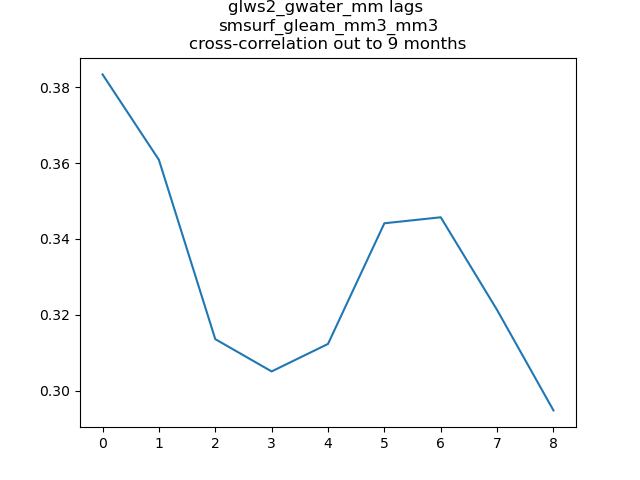 glws2_gwater_mm lags
smsurf_gleam_mm3_mm3
cross-correlation out to 9 months
0.38
0.36
0.34
0.32
0.30
0 1 2 3 4 5 6 7 8